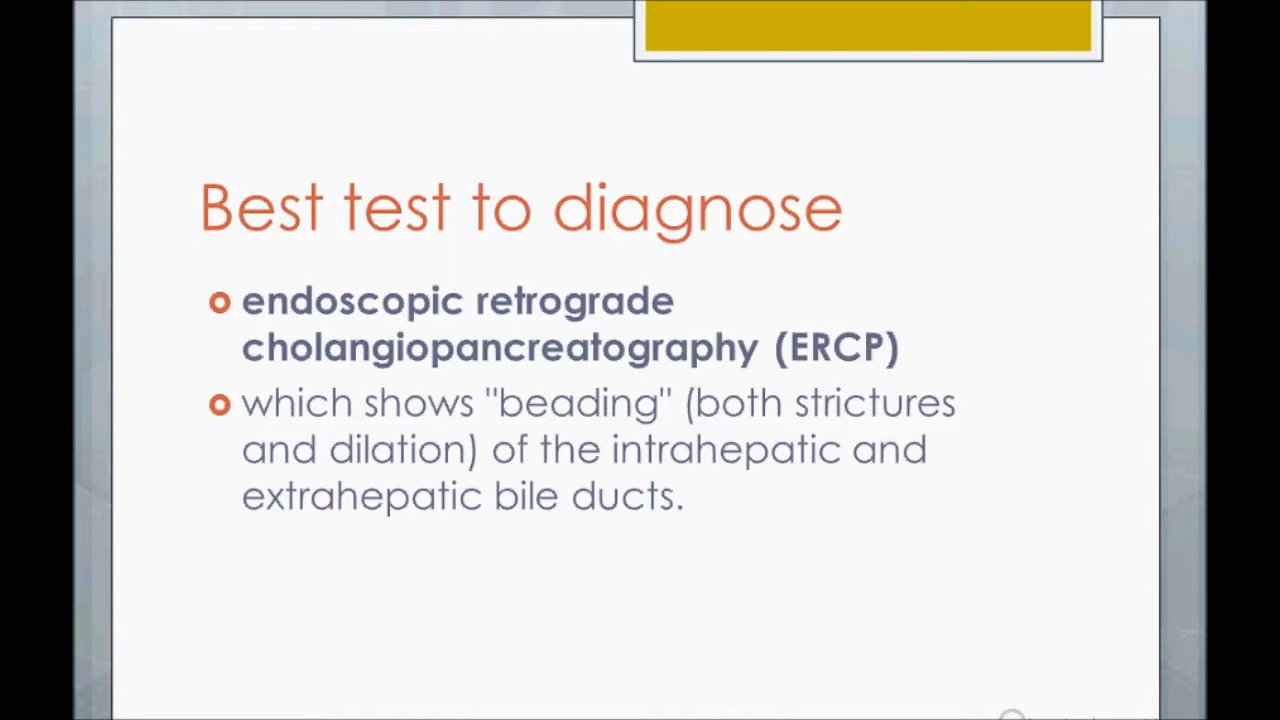 Best test to diagnose
endoscopic retrograde
cholangiopancreatography (ERCP)
which shows "beading" (both strictures
and dilation) of the intrahepatic and
extrahepatic bile ducts.